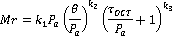 Mr = k₁Pₐ(θ/Pₐ)^k₂(τ_OCT/Pₐ + 1)^k₃